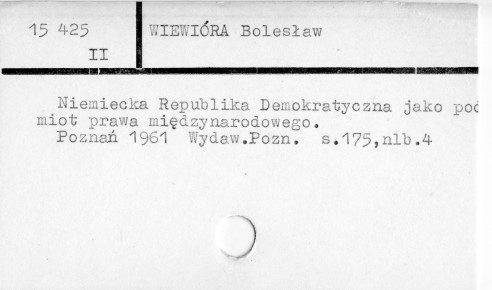 15 425
II
WIEWIÓRA Bolesław
Niemiecka Republika Demokratyczna jako pod
miot prawa międzynarodowego.
Poznań 1961 Wydaw.Pozn. s.175,nlb.4